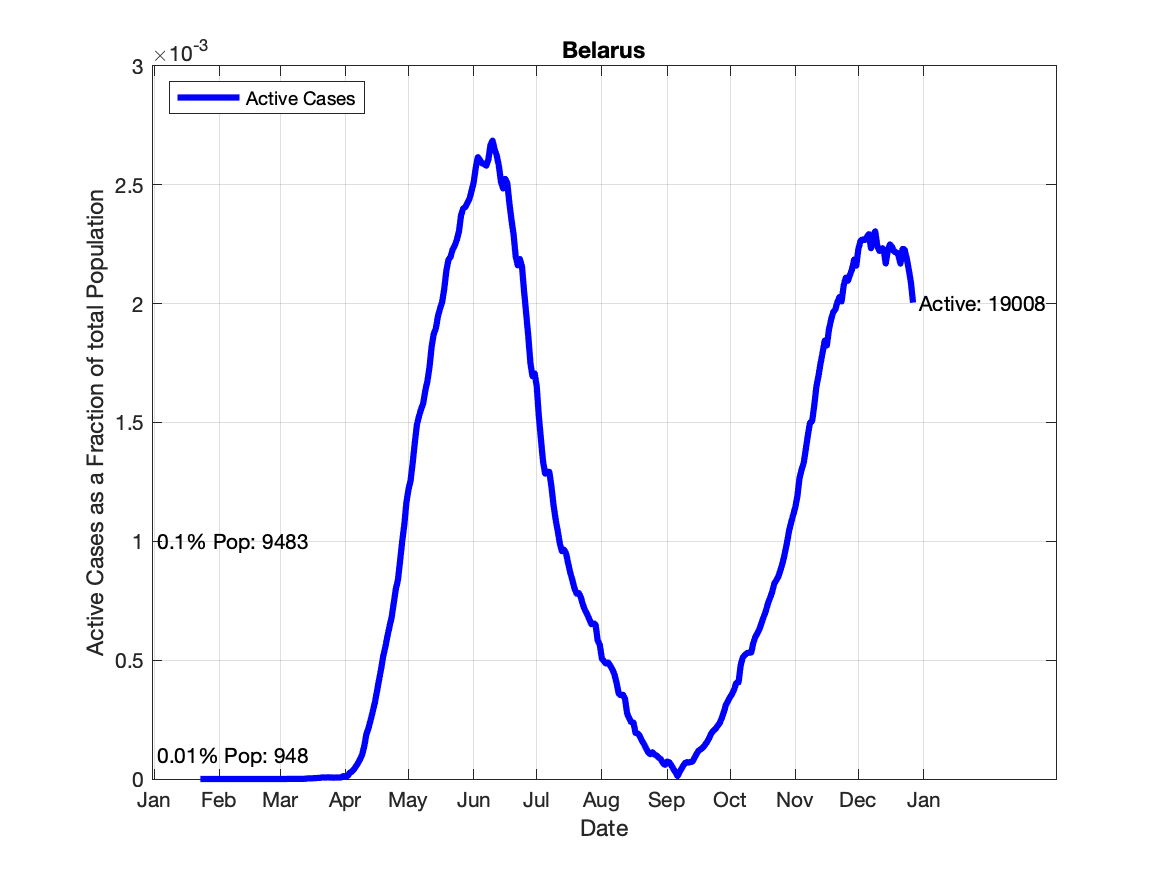 Belarus
×10-3
Active Cases
3
2.5
2
1.5
1
0.5
0
Active Cases as a Fraction of total Population
Active: 19008
0.1% Pop: 9483
0.01% Pop: 948
Jan Feb Mar Apr May Jun Jul Aug Sep Oct Nov Dec Jan
Date